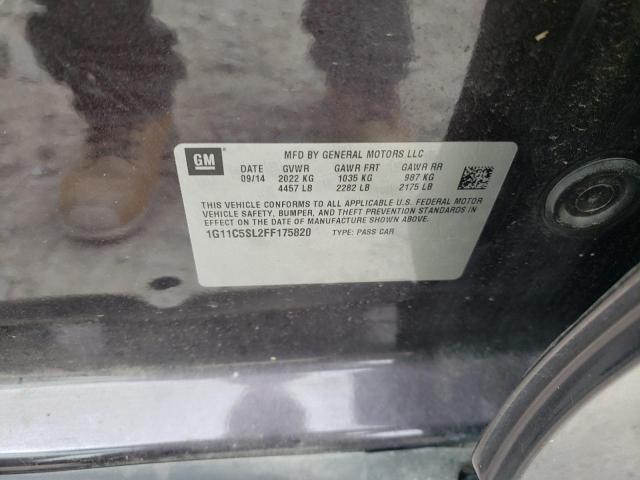 GM
MFD BY GENERAL MOTORS LLC
DATE GVWR GAWR FRT GAWR RR
09/14 2022 KG 1035 KG 987 KG
4457 LB 2282 LB 2175 LB
THIS VEHICLE CONFORMS TO ALL APPLICABLE U.S. FEDERAL MOTOR
VEHICLE SAFETY, BUMPER, AND THEFT PREVENTION STANDARDS IN
EFFECT ON THE DATE OF MANUFACTURE SHOWN ABOVE.
1G11C5SL2FF175820 TYPE: PASS CAR